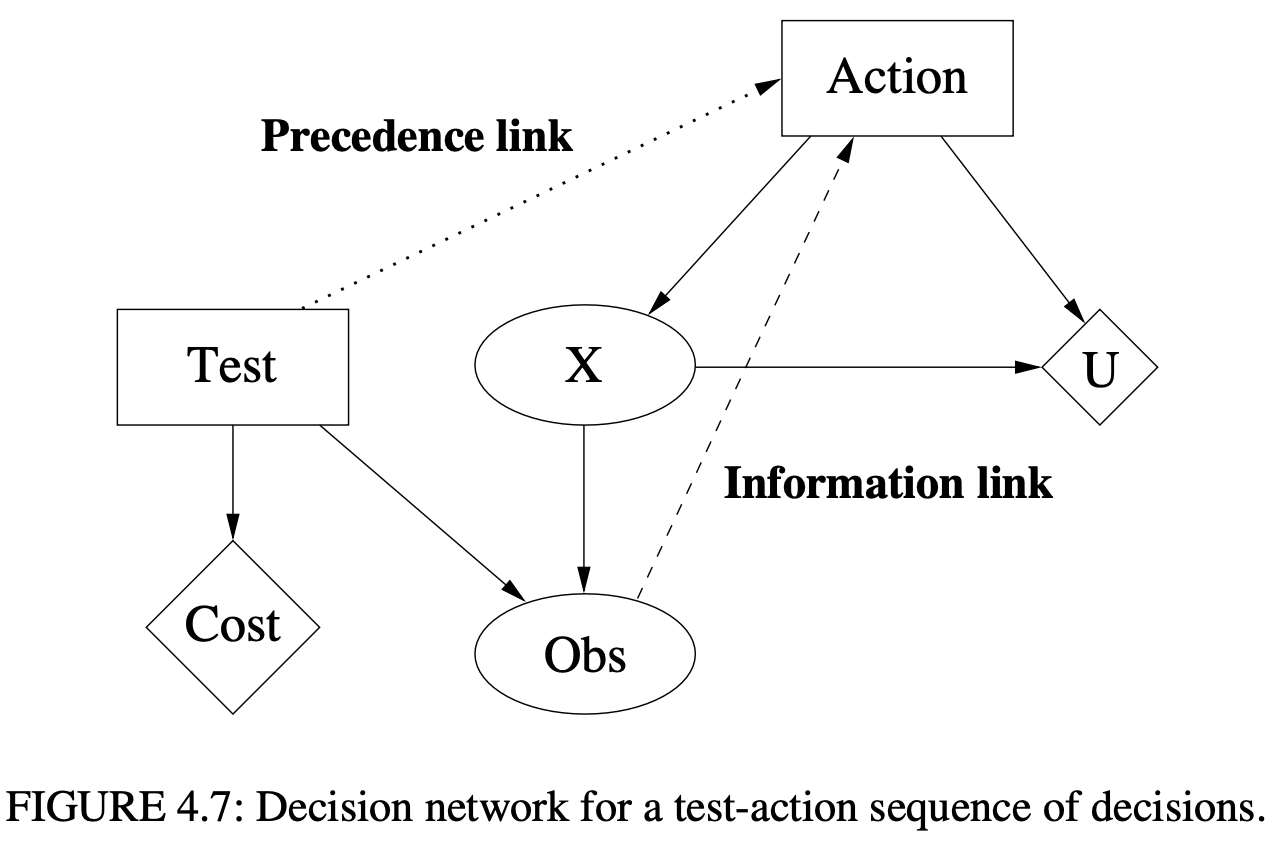 Action
Precedence link
Test
X
U
Information link
Cost
Obs
FIGURE 4.7: Decision network for a test-action sequence of decisions.